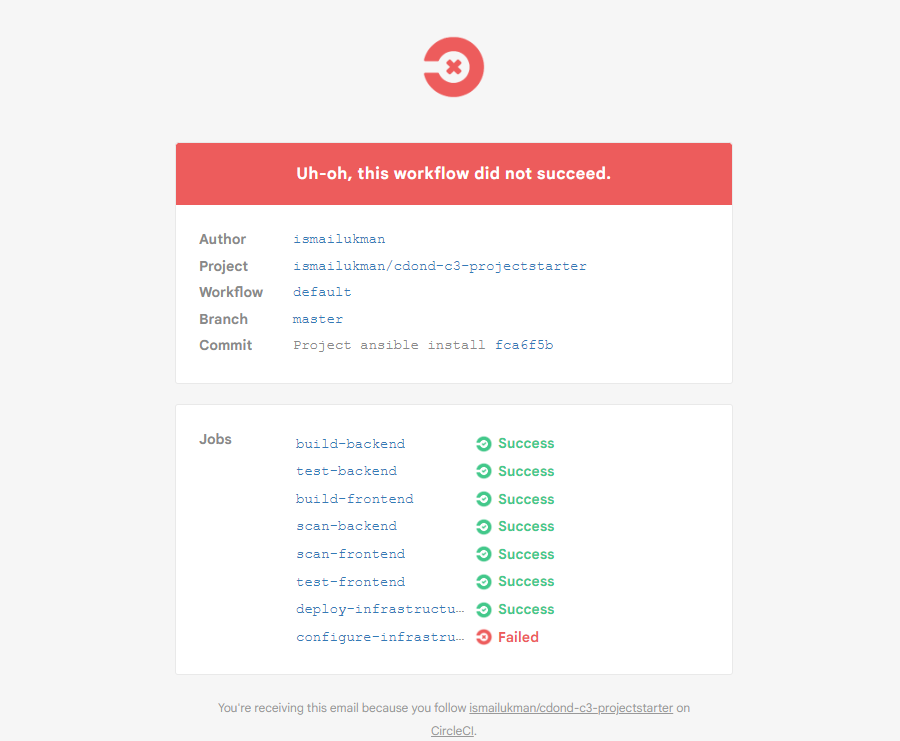 Uh-oh, this workflow did not succeed.
Author ismailukman
Project ismailukman/cdond-c3-projectstarter
Workflow default
Branch master
Commit Project ansible install fca6f5b
Jobs build-backend Success
test-backend Success
build-frontend Success
scan-backend Success
scan-frontend Success
test-frontend Success
deploy-infrastructu… Success
configure-infrastru… Failed
You're receiving this email because you follow ismailukman/cdond-c3-projectstarter on
CircleCI.